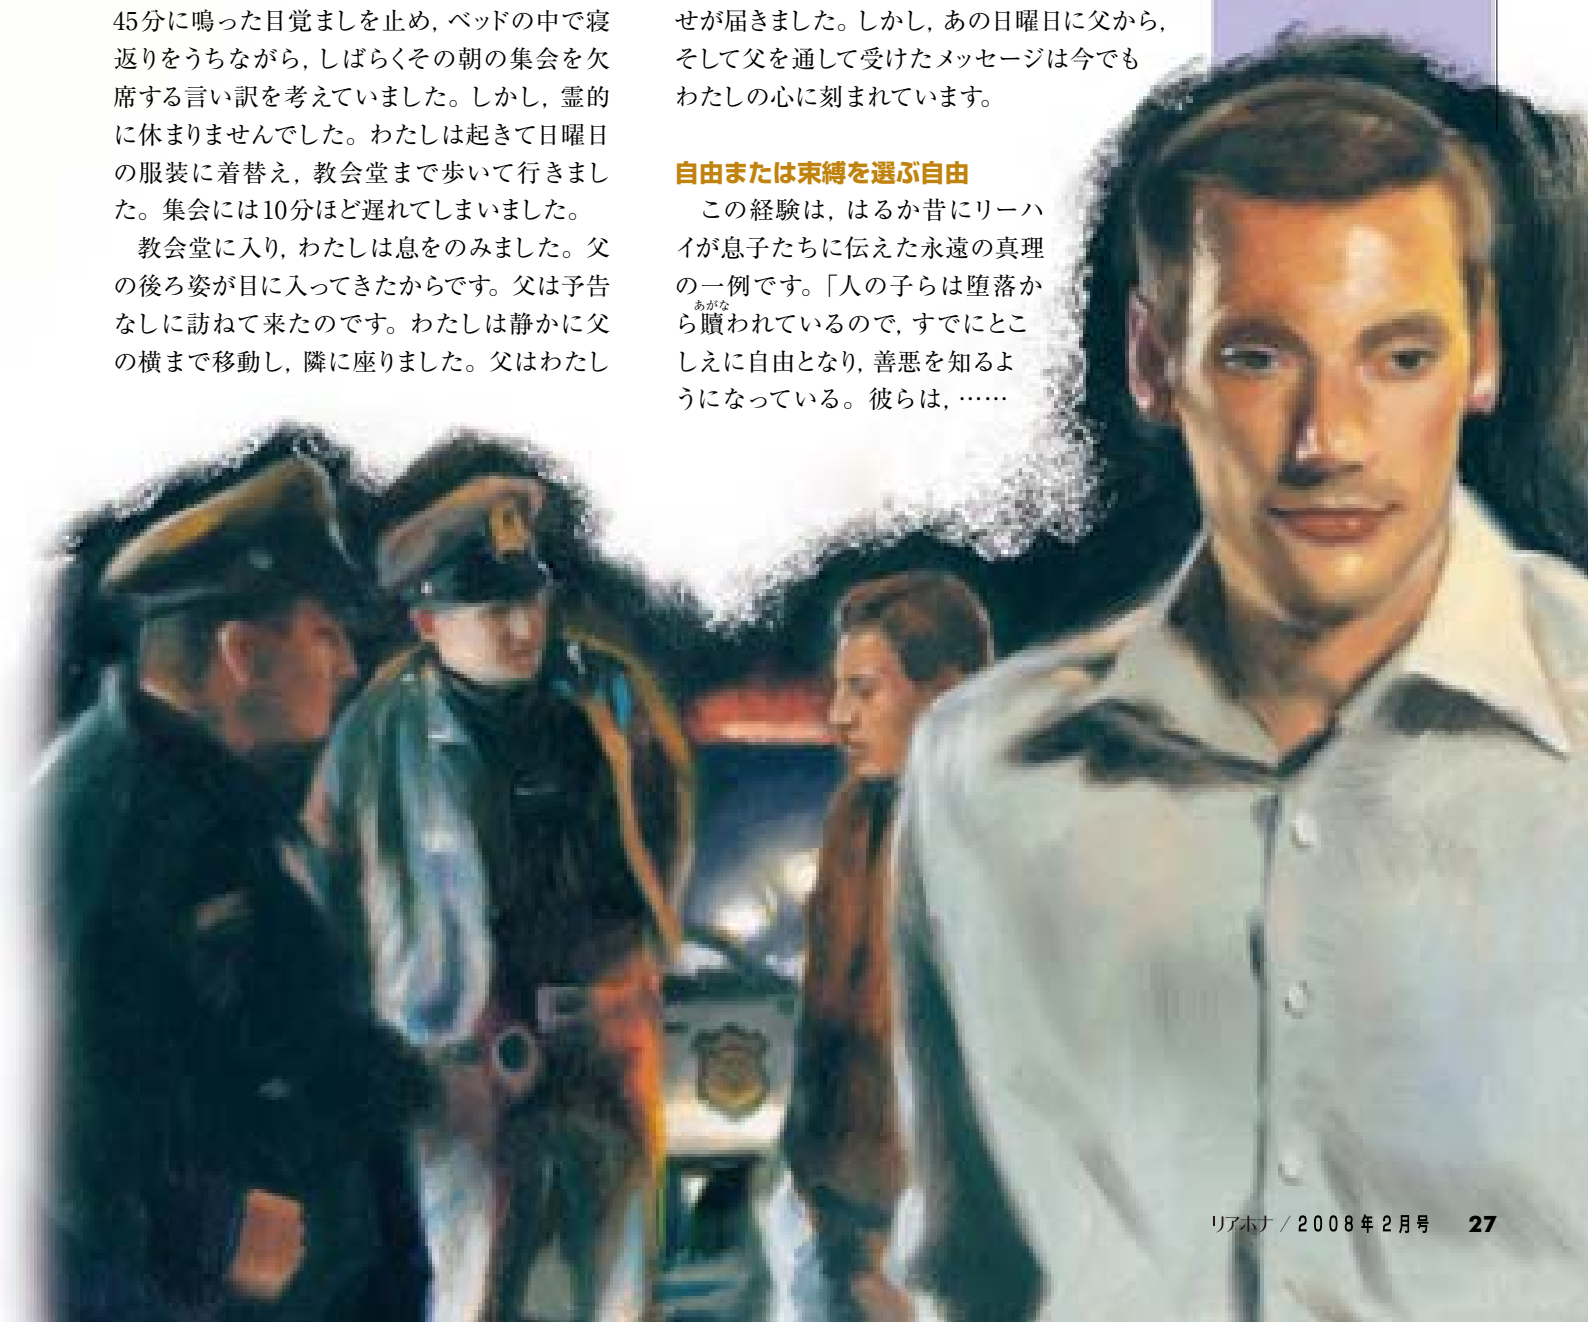 45分に鳴った目覚ましを止め, ベッドの中で寝
返りをうちながら, しばらくその朝の集会を欠
席する言い訳を考えていました。しかし, 霊的
に休まりませんでした。わたしは起きて日曜日
の服装に着替え, 教会堂まで歩いて行きまし
た。集会には10分ほど遅れてしまいました。
教会堂に入り, わたしは息をのみました。父
の後ろ姿が目に入ってきたからです。父は予告
なしに訪ねて来たのです。わたしは静かに父
の横まで移動し, 隣に座りました。父はわたし
せが届きました。しかし, あの日曜日に父から,
そして父を通して受けたメッセージは今でも
わたしの心に刻まれています。
自由または束縛を選ぶ自由
この経験は, はるか昔にリーハ
イが息子たちに伝えた永遠の真理
の一例です。「人の子らは堕落か
あがな
ら贖われているので, すでにとこ
しえに自由となり, 善悪を知るよ
うになっている。彼らは, ……
リアホナ / 2008年2月号 27